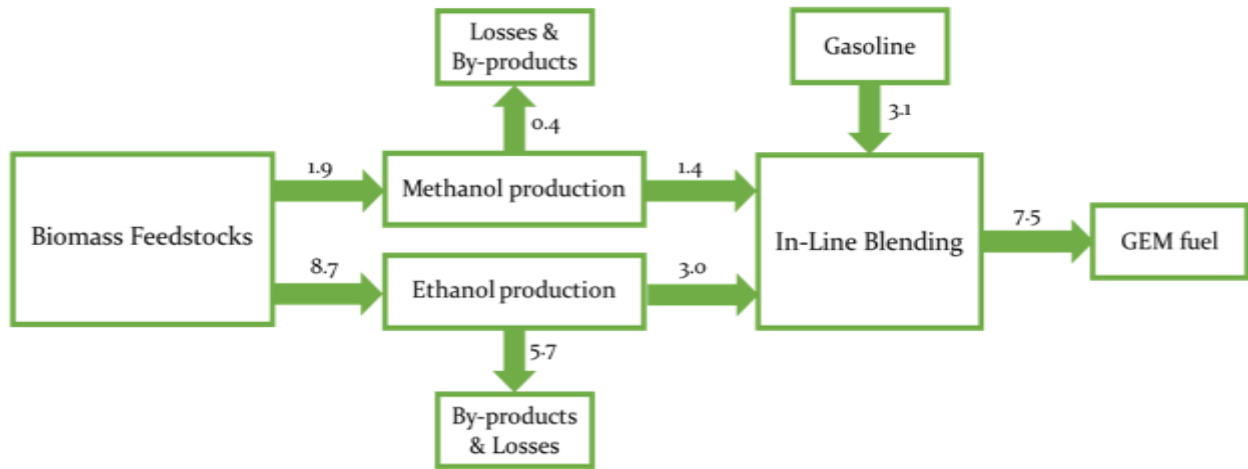 Losses &
By-products
Gasoline
0.4
3.1
1.9
Methanol production
1.4
Biomass Feedstocks
In-Line Blending
7.5
GEM fuel
8.7
Ethanol production
3.0
5.7
By-products
& Losses